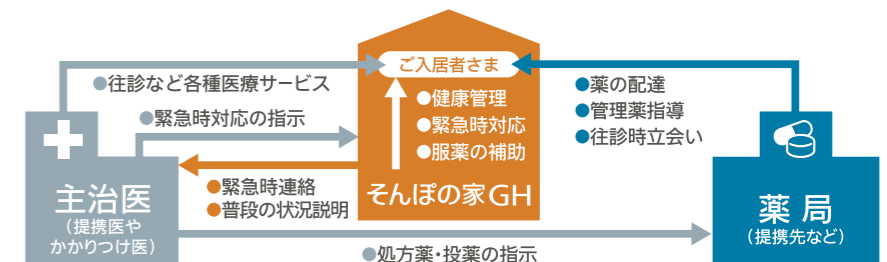 ご入居者さま
●往診など各種医療サービス
●緊急時対応の指示
●健康管理
●緊急時対応
●服薬の補助
●薬の配達
●管理薬指導
●往診時立会い
主治医
(提携医や
かかりつけ医)
●緊急時連絡
●普段の状況説明
そんぽの家GH
薬局
(提携先など)
●処方薬・投薬の指示